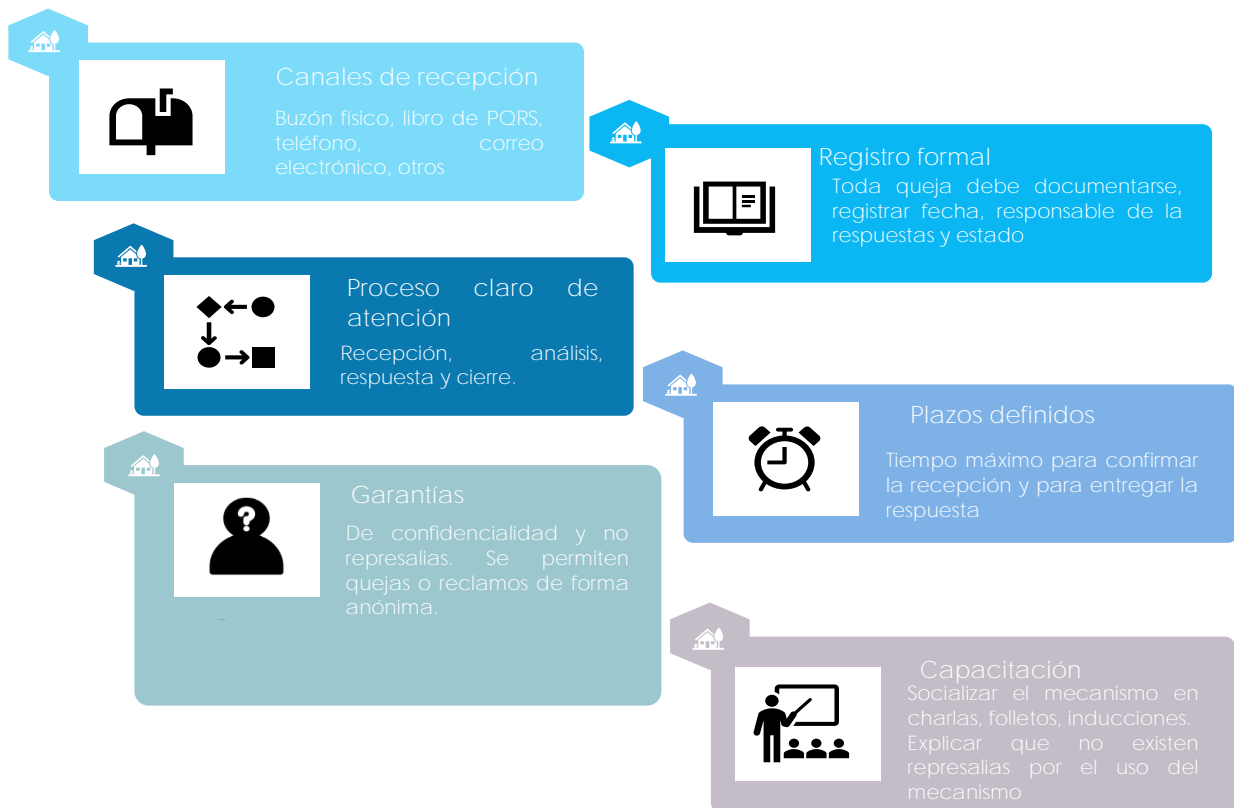 Canales de recepción
Buzón físico, libro de PQRS,
teléfono, correo
electrónico, otros
Registro formal
Toda queja debe documentarse,
registrar fecha, responsable de la
respuestas y estado
Proceso claro de
atención
Recepción, análisis,
respuesta y cierre.
Plazos definidos
Tiempo máximo para confirmar
la recepción y para entregar la
respuesta
Garantías
De confidencialidad y no
represalias. Se permiten
quejas o reclamos de forma
anónima.
Capacitación
Socializar el mecanismo en
charlas, folletos, inducciones.
Explicar que no existen
represalias por el uso del
mecanismo